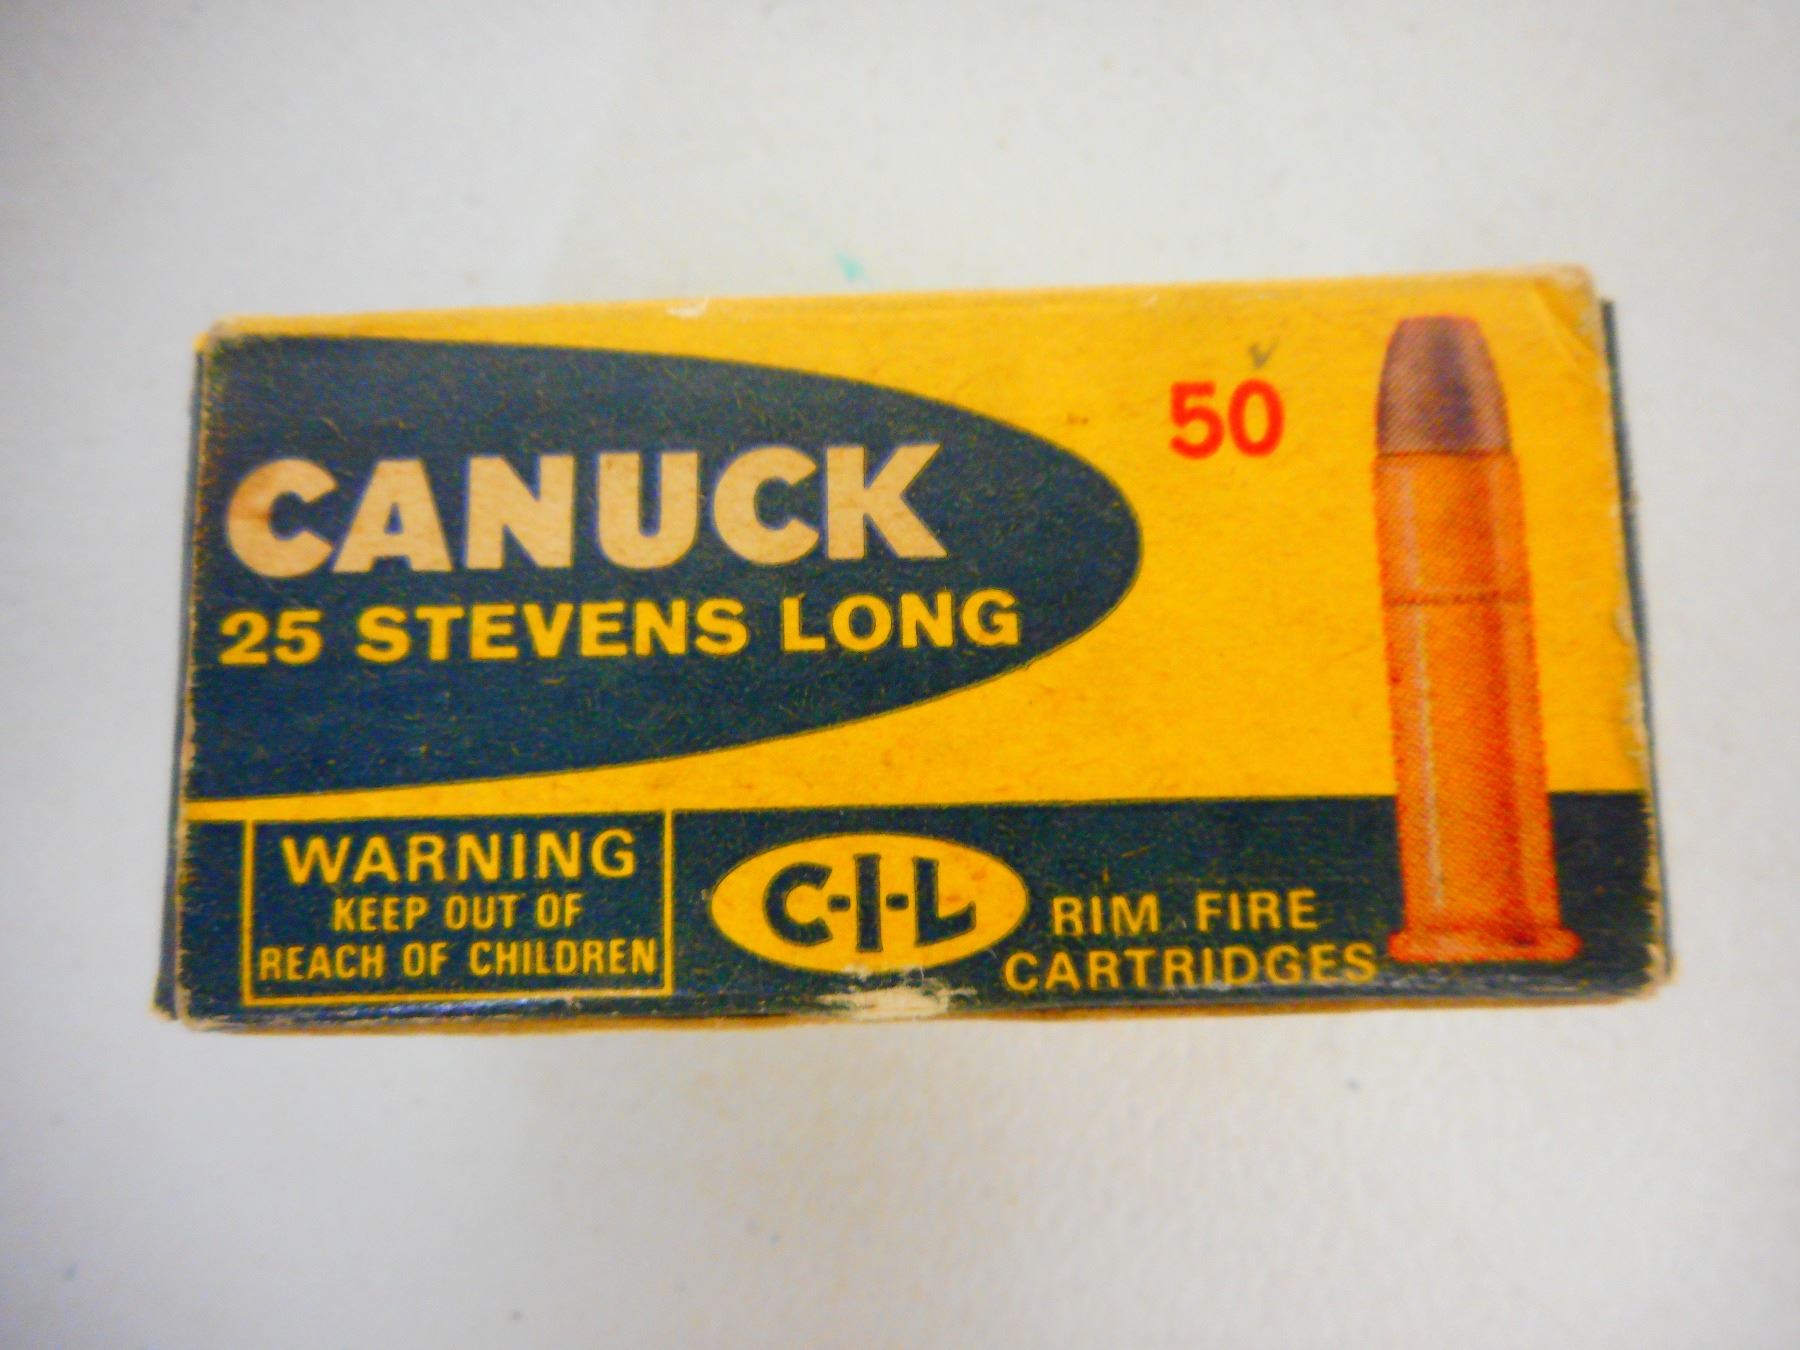 50
CANUCK
25 STEVENS LONG
WARNING
KEEP OUT OF
REACH OF CHILDREN
C-I-L
RIM FIRE
CARTRIDGES